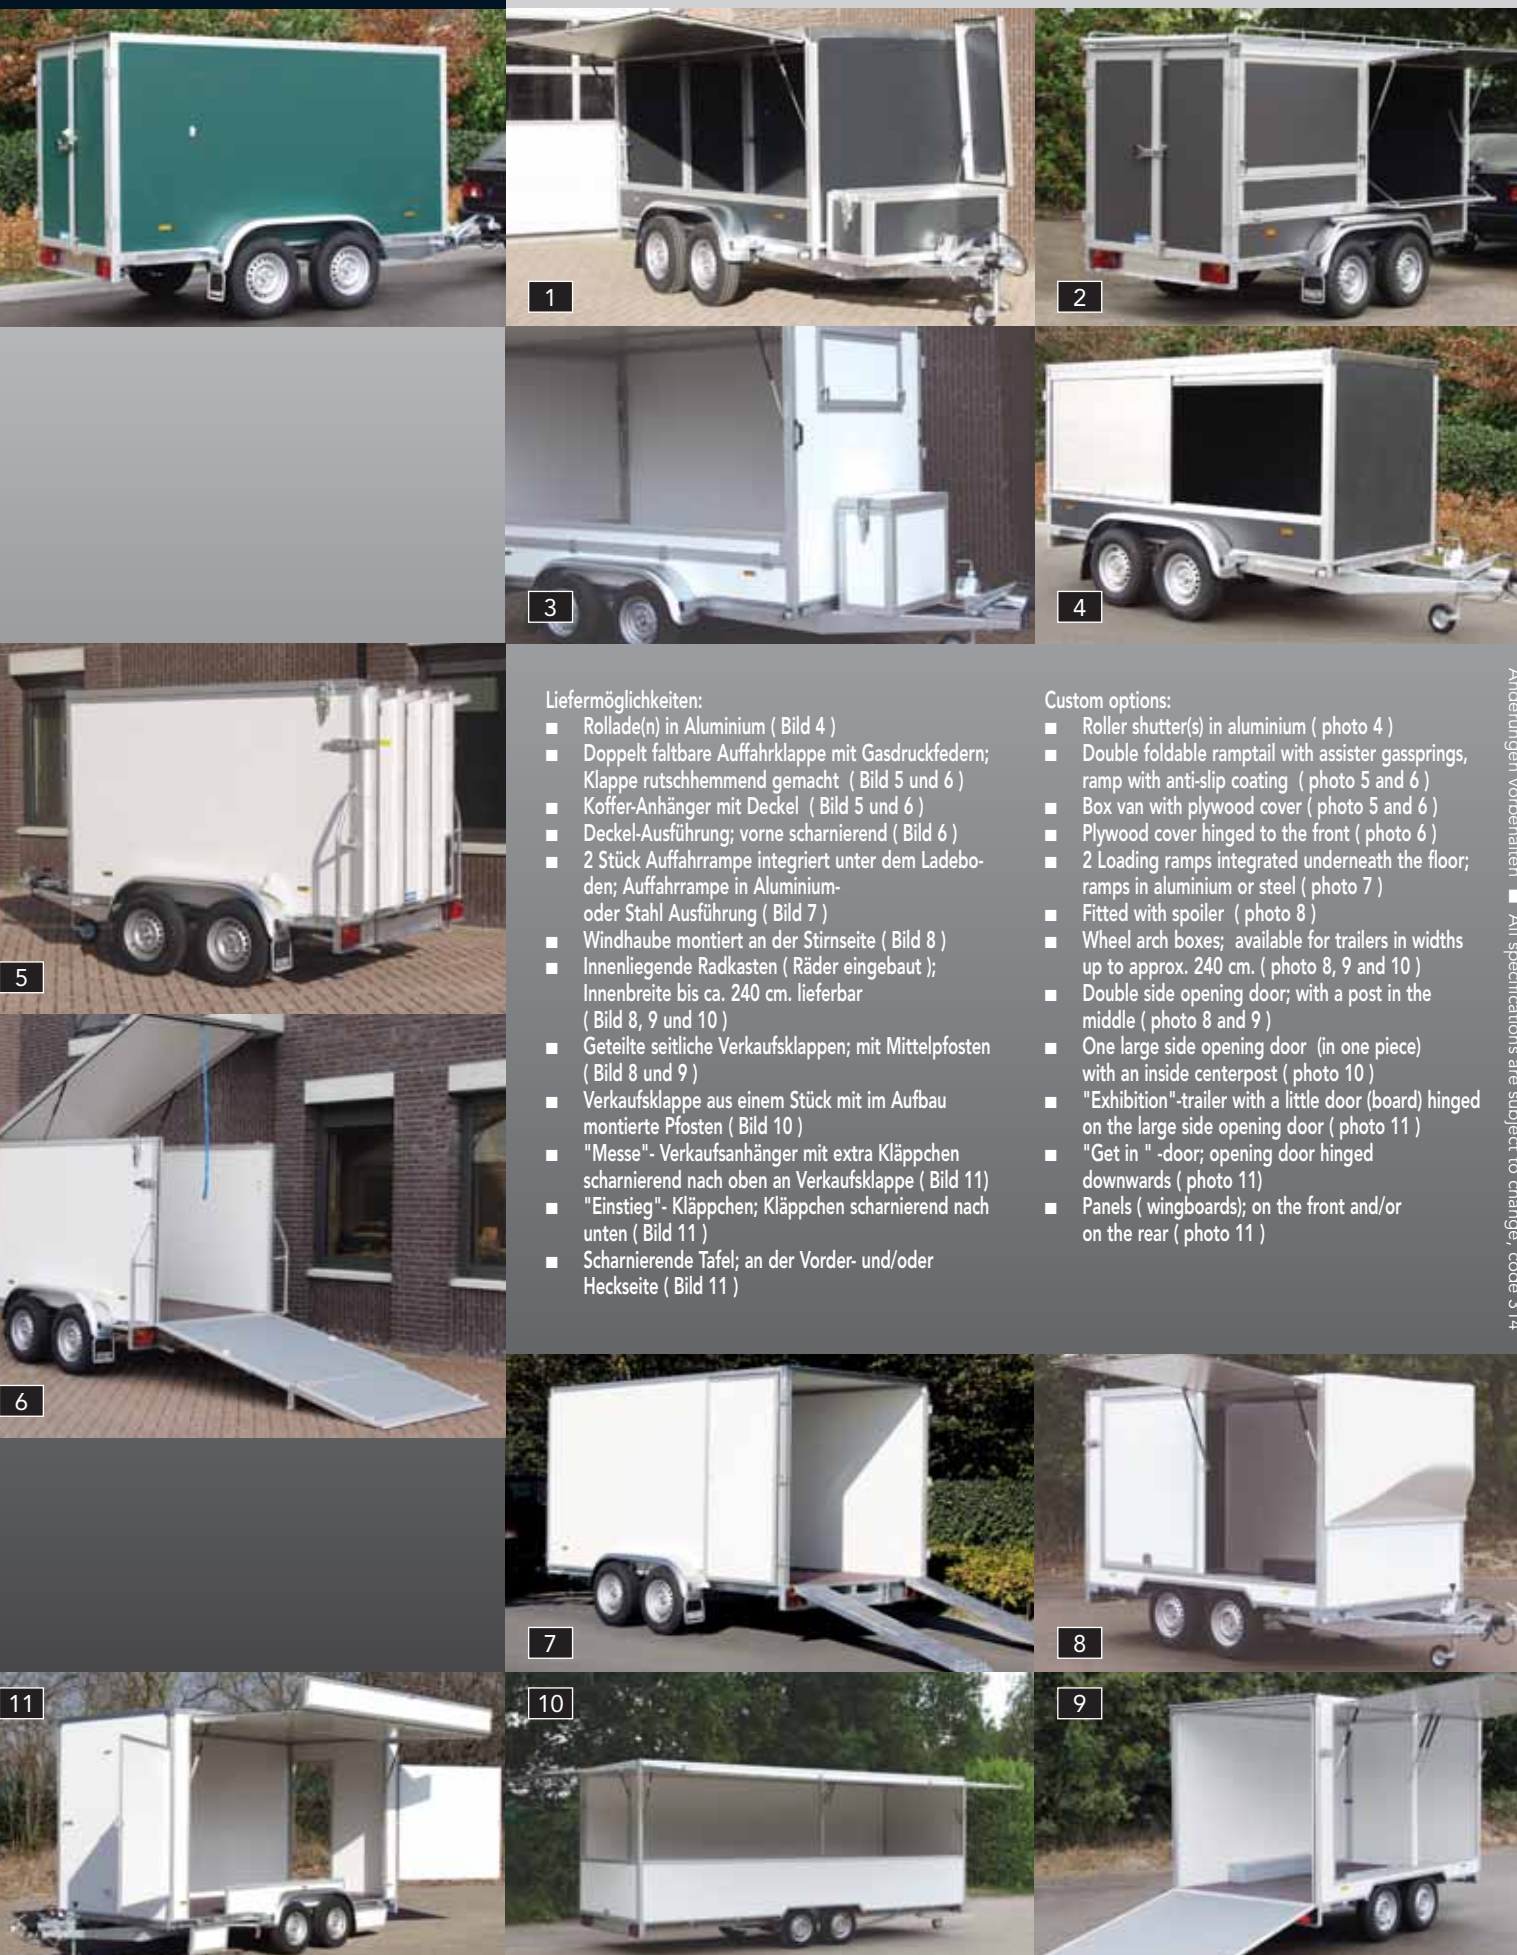 1
2
3
4
5
6
Liefermöglichkeiten:
■ Rollade(n) in Aluminium ( Bild 4 )
■ Doppelt faltbare Auffahrklappe mit Gasdruckfedern;
Klappe rutschhemmend gemacht ( Bild 5 und 6 )
■ Koffer-Anhänger mit Deckel ( Bild 5 und 6 )
■ Deckel-Ausführung; vorne scharnierend ( Bild 6 )
■ 2 Stück Auffahrrampe integriert unter dem Ladebo-
den; Auffahrrampe in Aluminium-
oder Stahl Ausführung ( Bild 7 )
■ Windhaube montiert an der Stirnseite ( Bild 8 )
■ Innenliegende Radkasten ( Räder eingebaut );
Innenbreite bis ca. 240 cm. lieferbar
( Bild 8, 9 und 10 )
■ Geteilte seitliche Verkaufsklappen; mit Mittelpfosten
( Bild 8 und 9 )
■ Verkaufsklappe aus einem Stück mit im Aufbau
montierte Pfosten ( Bild 10 )
■ "Messe"- Verkaufsanhänger mit extra Kläppchen
scharnierend nach oben an Verkaufsklappe ( Bild 11)
■ "Einstieg"- Kläppchen; Kläppchen scharnierend nach
unten ( Bild 11 )
■ Scharnierende Tafel; an der Vorder- und/oder
Heckseite ( Bild 11 )
Custom options:
■ Roller shutter(s) in aluminium ( photo 4 )
■ Double foldable ramptail with assister gassprings,
ramp with anti-slip coating ( photo 5 and 6 )
■ Box van with plywood cover ( photo 5 and 6 )
■ Plywood cover hinged to the front ( photo 6 )
■ 2 Loading ramps integrated underneath the floor;
ramps in aluminium or steel ( photo 7 )
■ Fitted with spoiler ( photo 8 )
■ Wheel arch boxes; available for trailers in widths
up to approx. 240 cm. ( photo 8, 9 and 10 )
■ Double side opening door; with a post in the
middle ( photo 8 and 9 )
■ One large side opening door (in one piece)
with an inside centerpost ( photo 10 )
■ "Exhibition"-trailer with a little door (board) hinged
on the large side opening door ( photo 11 )
■ "Get in " -door; opening door hinged
downwards ( photo 11)
■ Panels ( wingboards); on the front and/or
on the rear ( photo 11 )
Änderungen vorbehalten ■ All specifications are subject to change, code 314
7
8
11
10
9